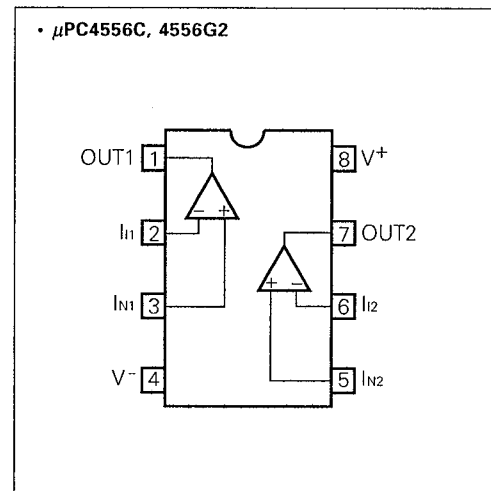 • μPC4556C, 4556G2
OUT1 1
8 V+
− +
II1 2
7 OUT2
IN1 3
+ −
6 II2
V− 4
5 IN2